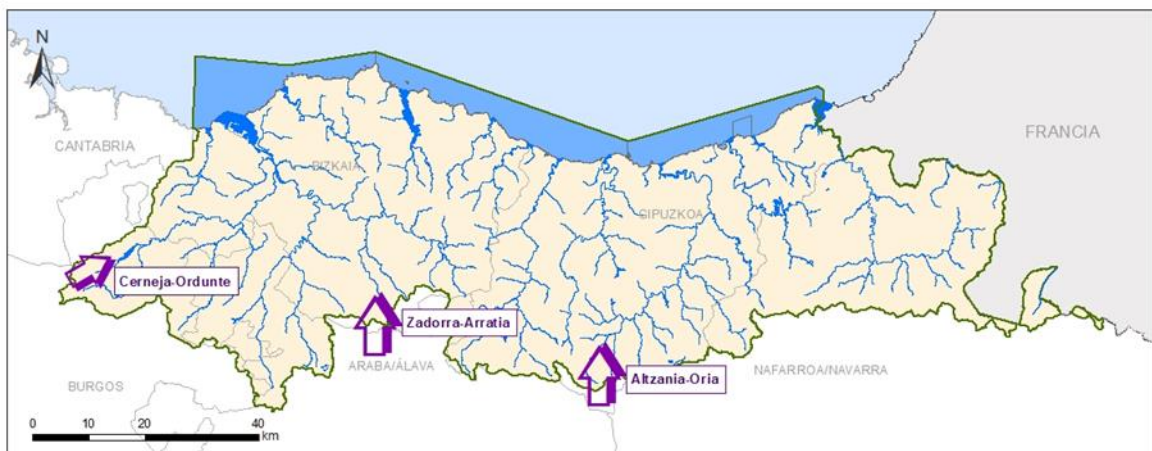 N
CANTABRIA
BIZKAIA
FRANCIA
GIPUZKOA
Cerneja-Ordunte
Zadorra-Arratia
ARABA/ÁLAVA
Altzania-Oria
NAFARROA/NAVARRA
BURGOS
0 10 20 40
km